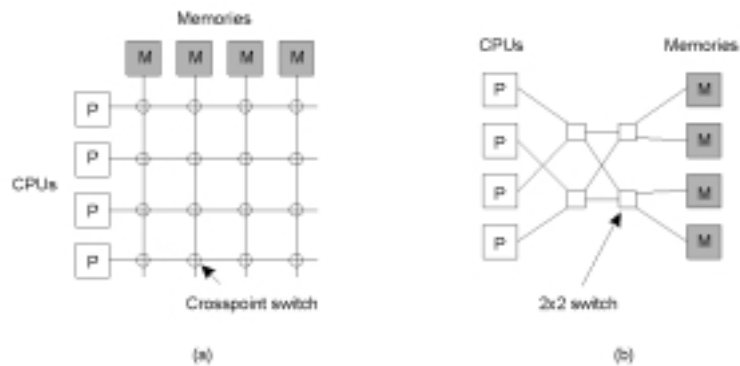 Memories
M M M M
P
P
CPUs
P
P
Crosspoint switch
(a)
CPUs Memories
P M
P M
P M
P M
2x2 switch
(b)